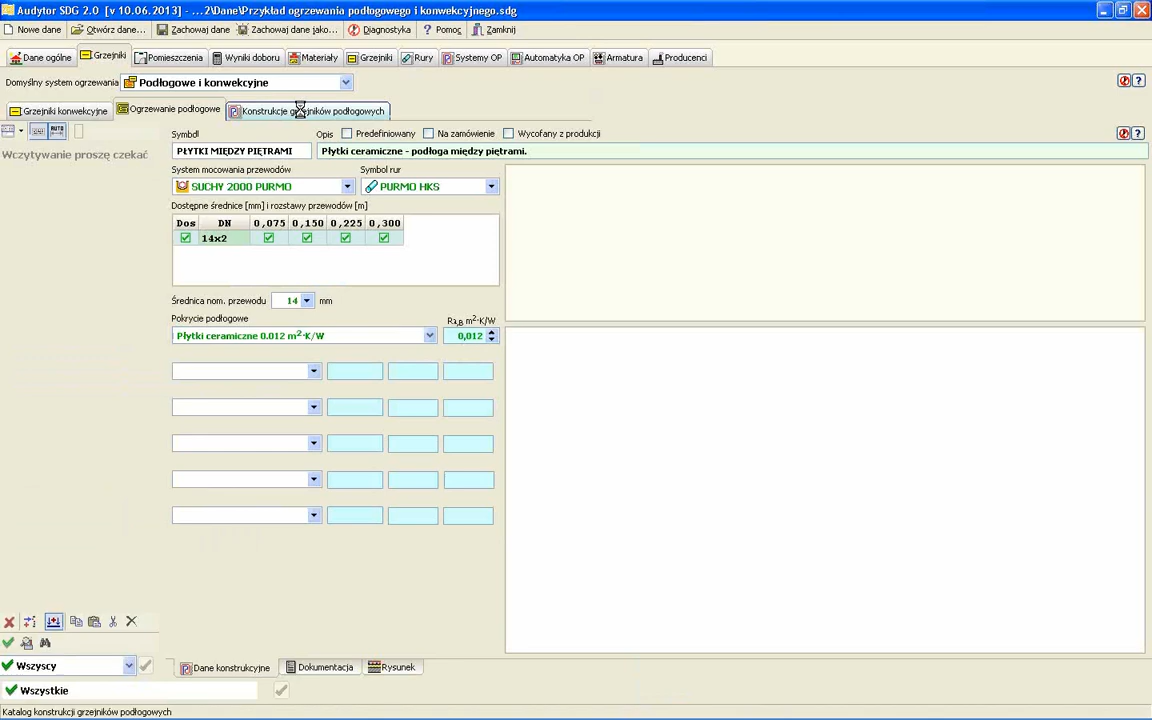 Audytor SDG 2.0 [v 10.06.2013] - ...2\Dane\Przykład ogrzewania podłogowego i konwekcyjnego.sdg
Nowe dane Otwórz dane... Zachowaj dane Zachowaj dane jako... Diagnostyka Pomoc Zamknij
Dane ogólne Grzejniki Pomieszczenia Wyniki doboru Materiały Grzejniki Rury Systemy OP Automatyka OP Armatura Producenci
Domyślny system ogrzewania Podłogowe i konwekcyjne
Grzejniki konwekcyjne Ogrzewanie podłogowe Konstrukcje grzejników podłogowych
AUTO
Wczytywanie proszę czekać
Symbol Opis Predefiniowany Na zamówienie Wycofany z produkcji
PŁYTKI MIĘDZY PIĘTRAMI Płytki ceramiczne - podłoga między piętrami.
System mocowania przewodów Symbol rur
SUCHY 2000 PURMO PURMO HKS
Dostępne średnice [mm] i rozstawy przewodów [m]
Dos DN 0,075 0,150 0,225 0,300
14x2
Średnica nom. przewodu 14 mm
Pokrycie podłogowe Rλ,B m²·K/W
Płytki ceramiczne 0.012 m²·K/W 0,012
Wszyscy
Dane konstrukcyjne Dokumentacja Rysunek
Wszystkie
Katalog konstrukcji grzejników podłogowych